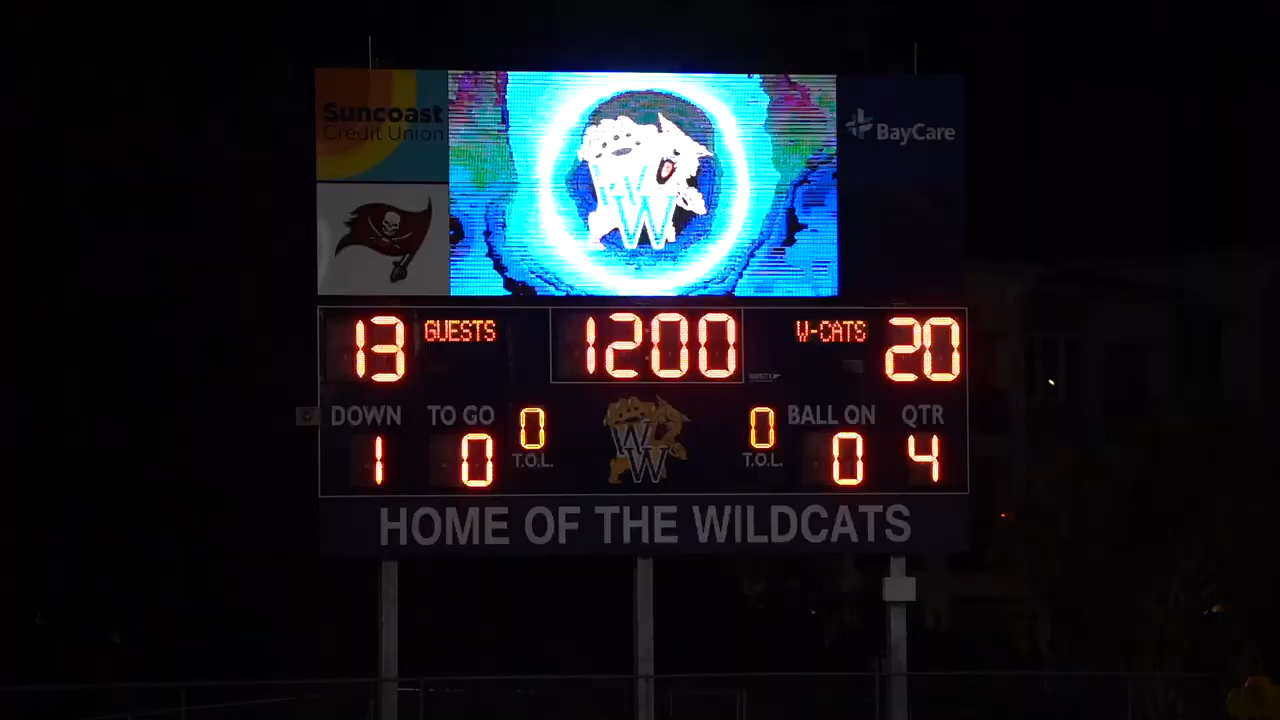 Suncoast
Credit Union
BayCare
W
W
13 GUESTS 1200 W-CATS 20
DOWN TO GO 0 0 BALL ON QTR
1 0 T.O.L. T.O.L. 0 4
W
W
HOME OF THE WILDCATS